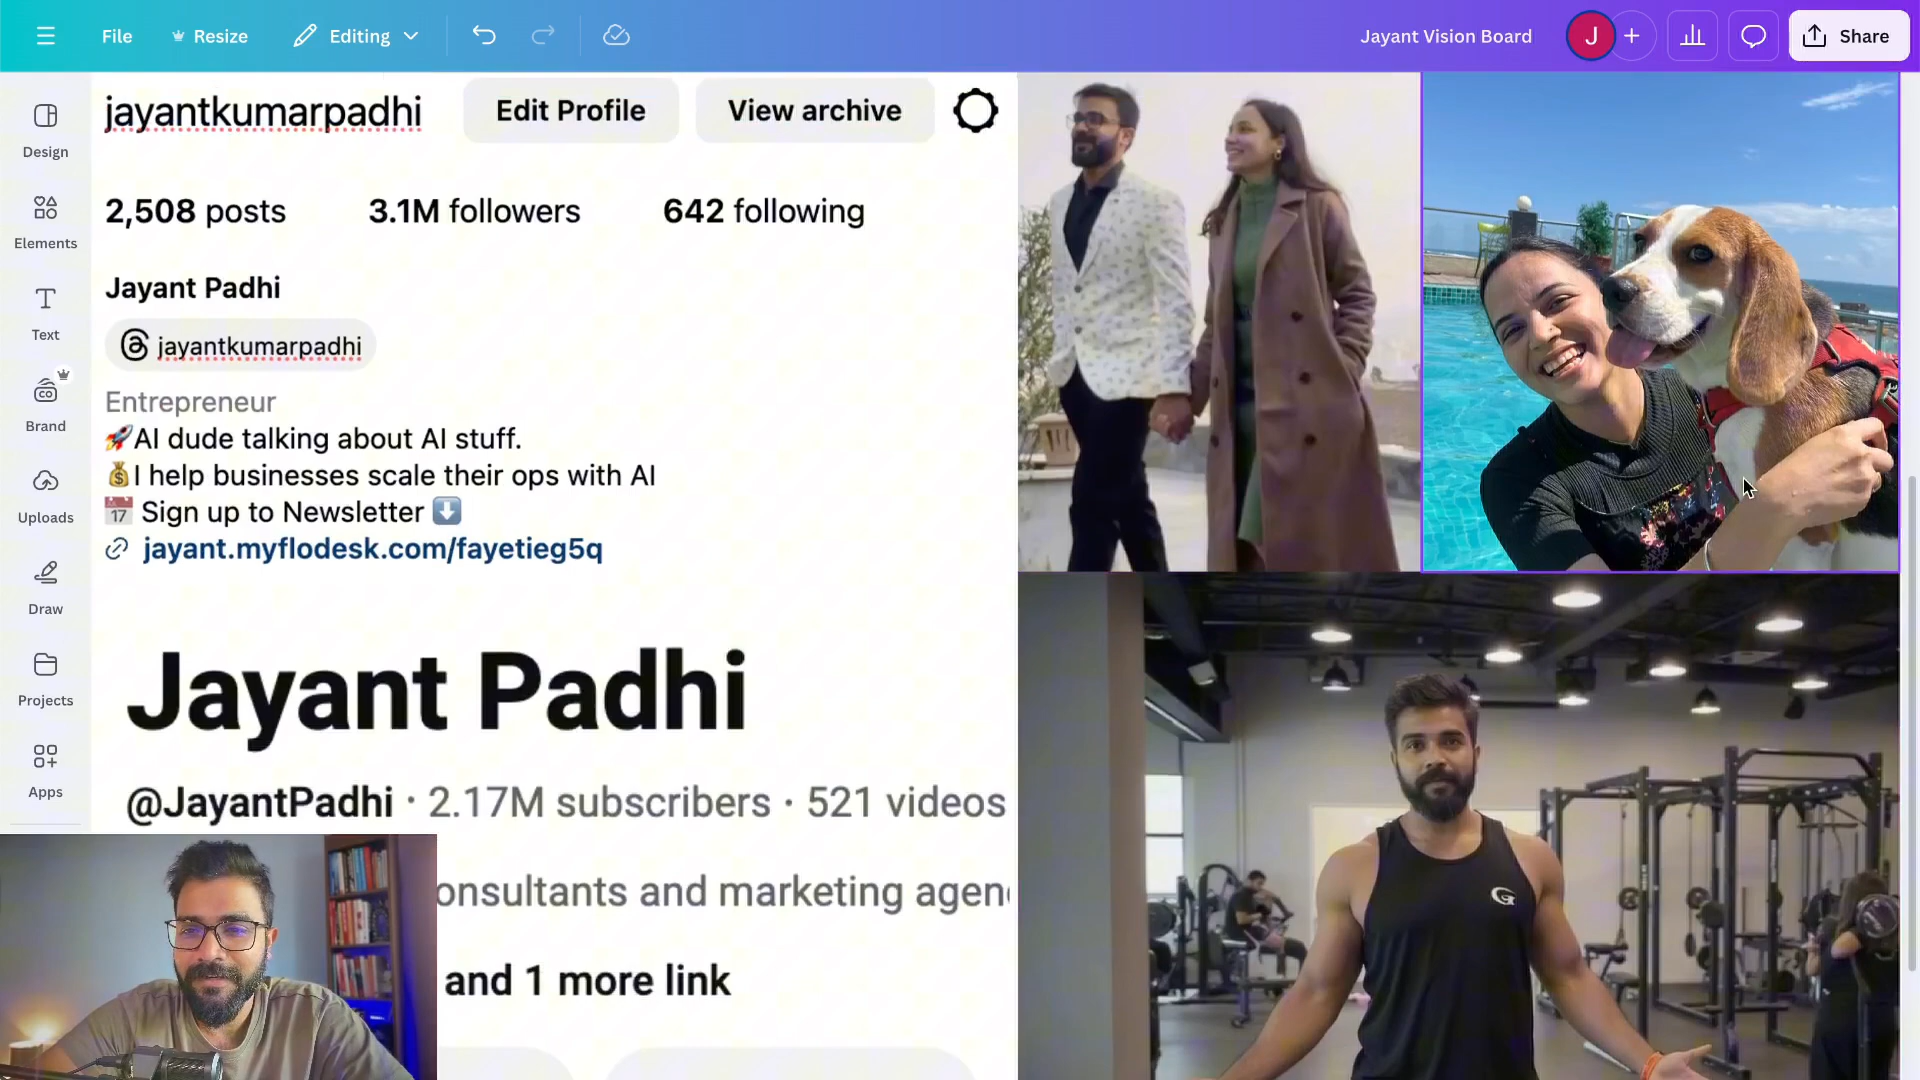 File
Resize
Editing
Jayant Vision Board
J
Share
Design
Elements
Text
Brand
Uploads
Draw
Projects
Apps
jayantkumarpadhi
Edit Profile
View archive
2,508 posts
3.1M followers
642 following
Jayant Padhi
jayantkumarpadhi
Entrepreneur
🚀AI dude talking about AI stuff.
💰I help businesses scale their ops with AI
📅 Sign up to Newsletter ⬇️
jayant.myflodesk.com/fayetieg5q
Jayant Padhi
@JayantPadhi · 2.17M subscribers · 521 videos
onsultants and marketing agen
and 1 more link